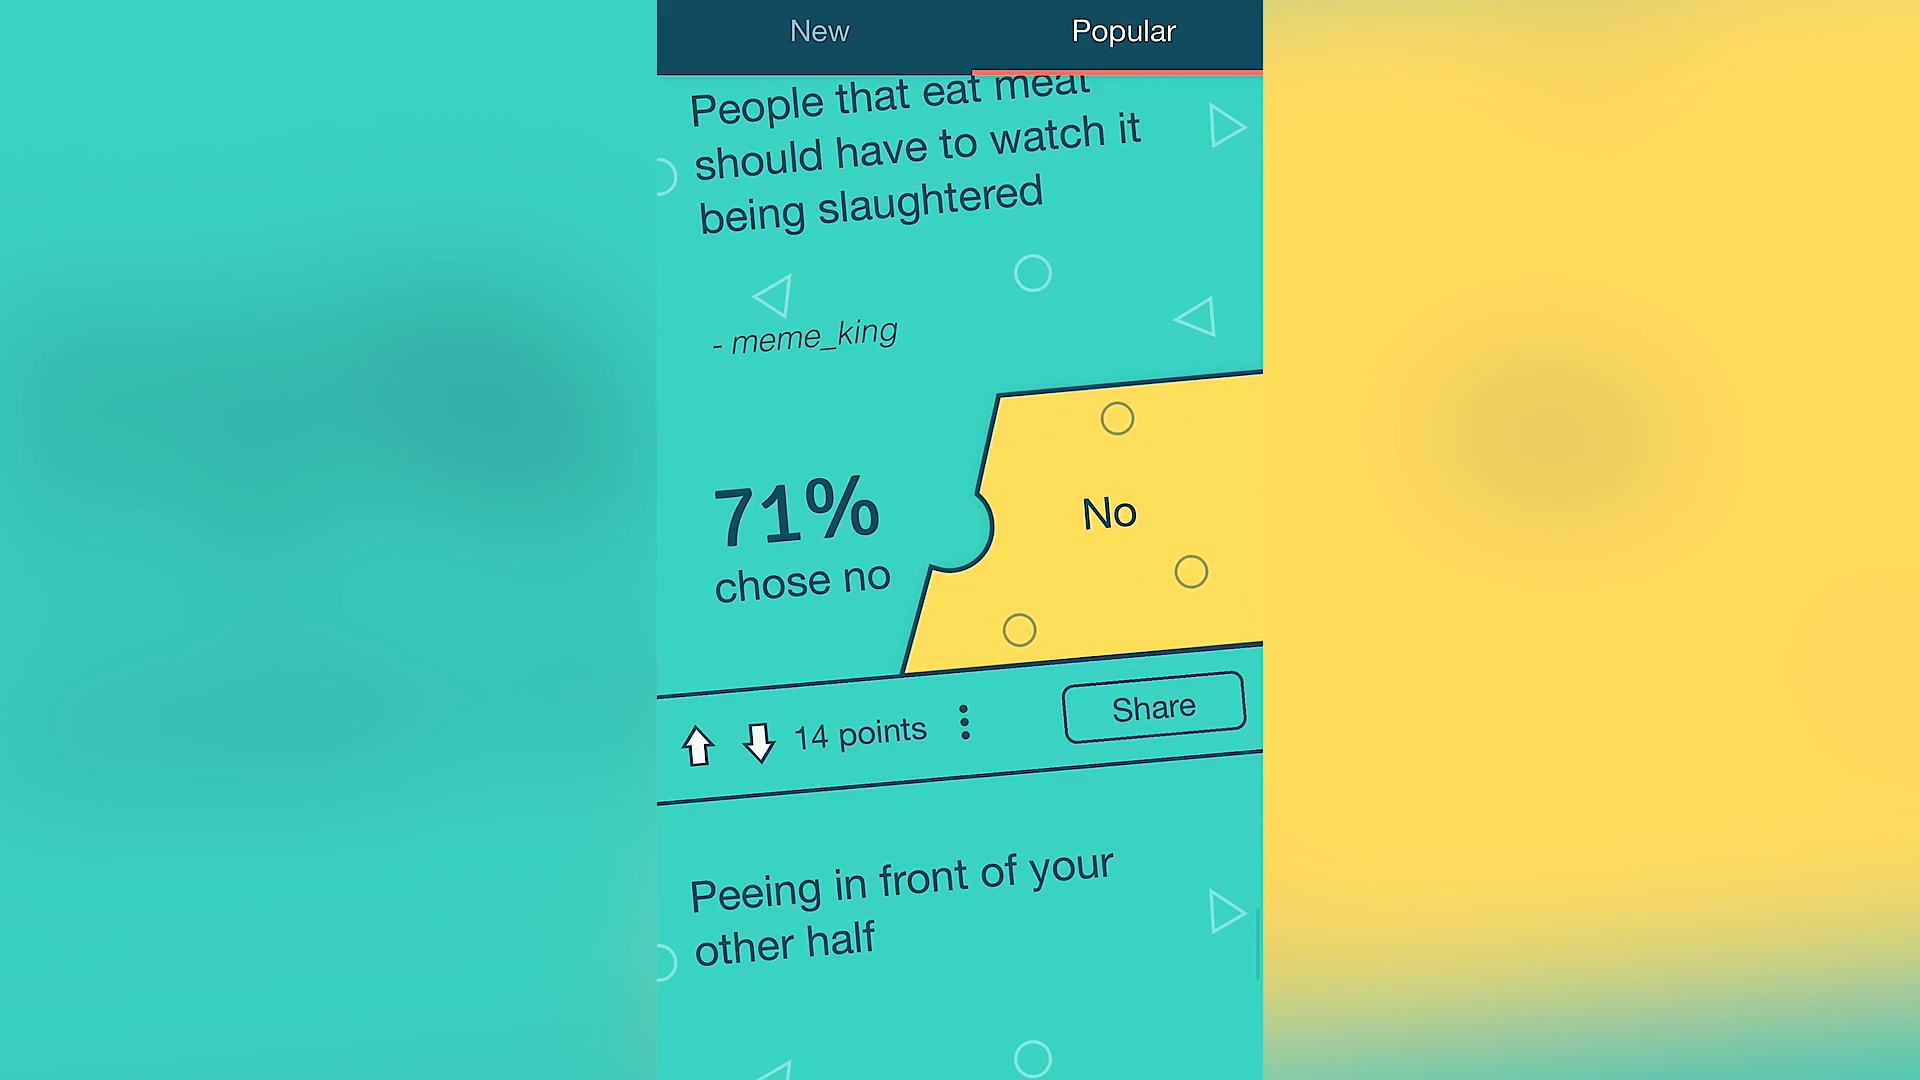 New
Popular
People that eat meat
should have to watch it
being slaughtered
- meme_king
71%
chose no
No
14 points
Share
Peeing in front of your
other half